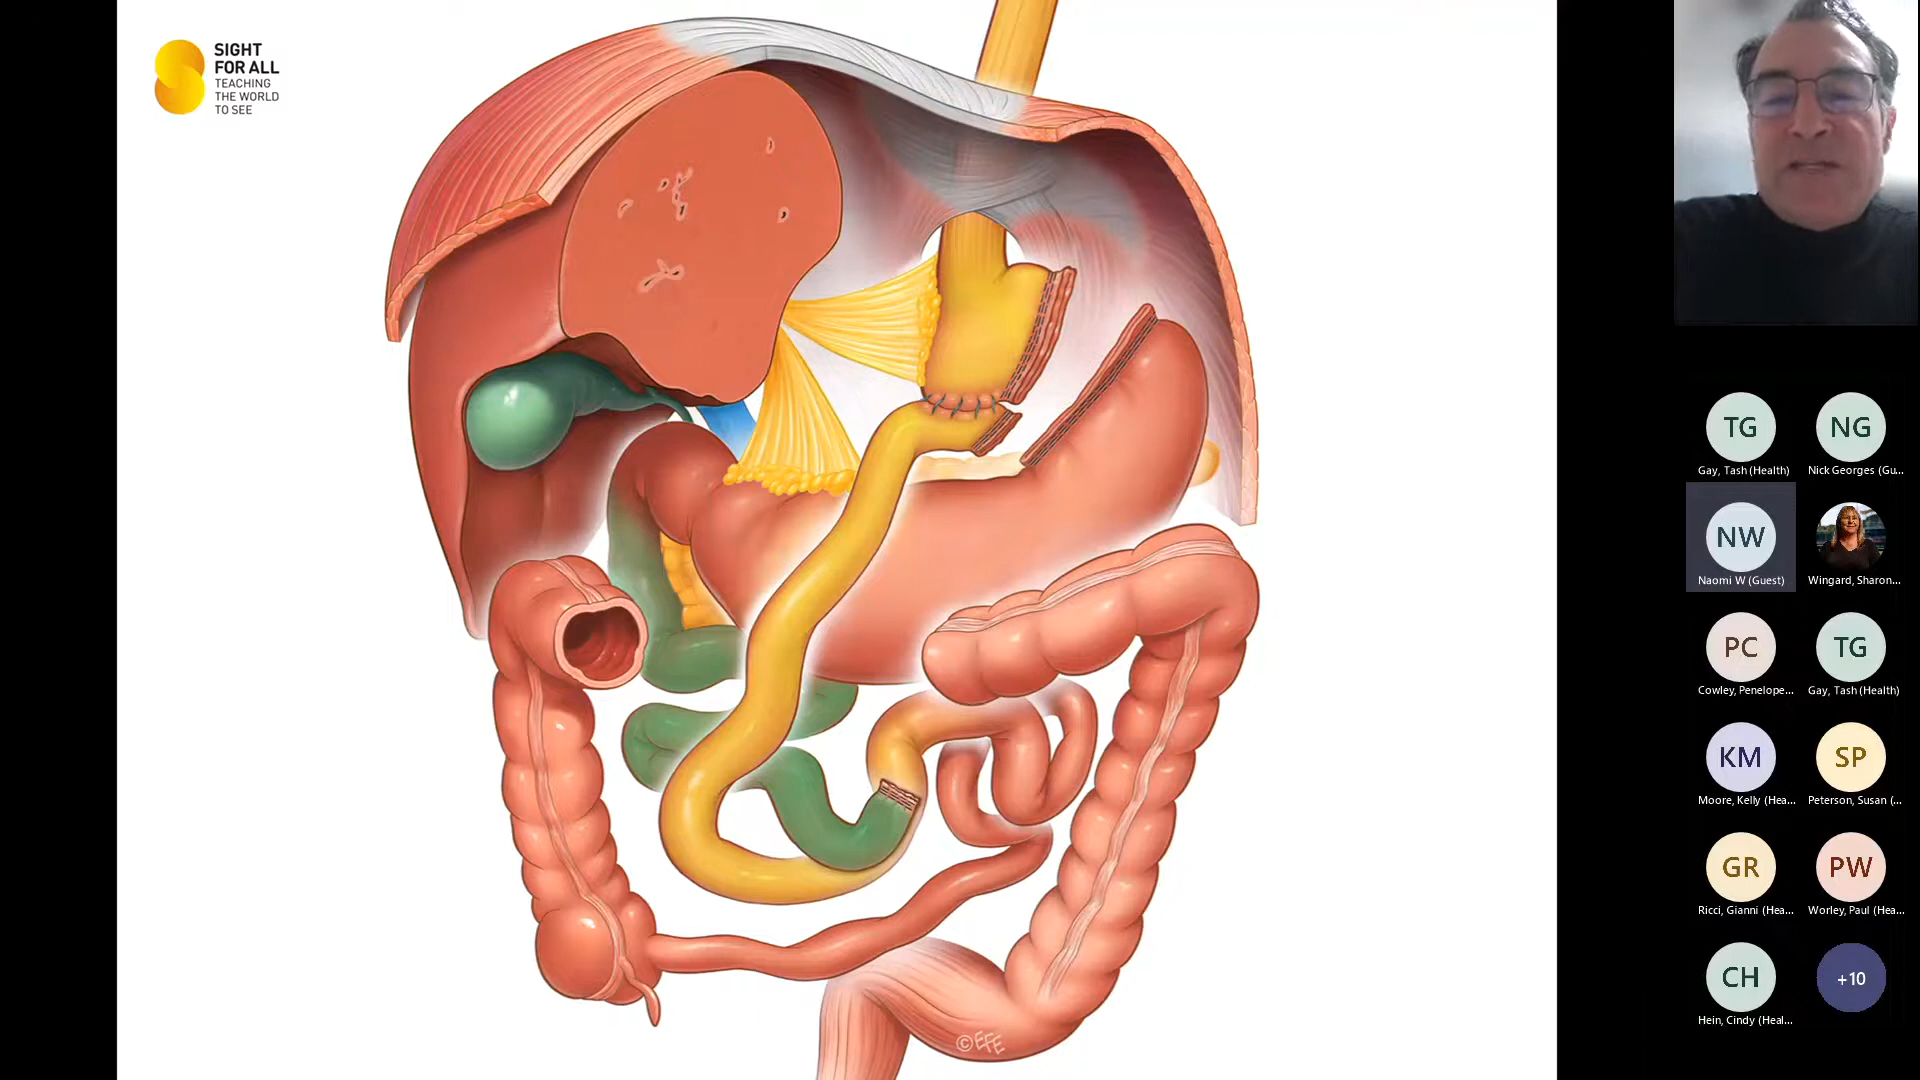 SIGHT
FOR ALL
TEACHING
THE WORLD
TO SEE
TG
Gay, Tash (Health)
NG
Nick Georges (Gu...
NW
Naomi W (Guest)
Wingard, Sharon...
PC
Cowley, Penelope...
TG
Gay, Tash (Health)
KM
Moore, Kelly (Hea...
SP
Peterson, Susan (...
GR
Ricci, Gianni (Hea...
PW
Worley, Paul (Hea...
CH
Hein, Cindy (Heal...
+10
©EFE